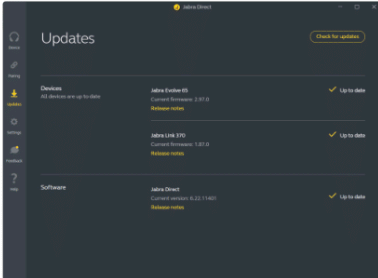 Jabra Direct
Device
Updates
Check for updates
Pairing
Updates
Devices
All devices are up-to-date
Jabra Evolve 65
Current firmware: 2.97.0
Release notes
Up to date
Settings
Jabra Link 370
Current firmware: 1.87.0
Release notes
Up to date
Feedback
Help
Software
Jabra Direct
Current version: 6.22.11401
Release notes
Up to date